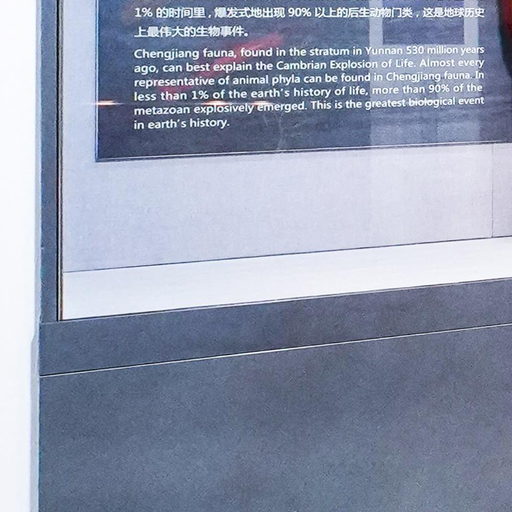 1% 的时间里，爆发式地出现 90% 以上的后生动物门类，这是地球历史
上最伟大的生物事件。
Chengjiang fauna, found in the stratum in Yunnan 530 million years
ago, can best explain the Cambrian Explosion of Life. Almost every
representative of animal phyla can be found in Chengjiang fauna. In
less than 1% of the earth's history of life, more than 90% of the
metazoan explosively emerged. This is the greatest biological event
in earth's history.